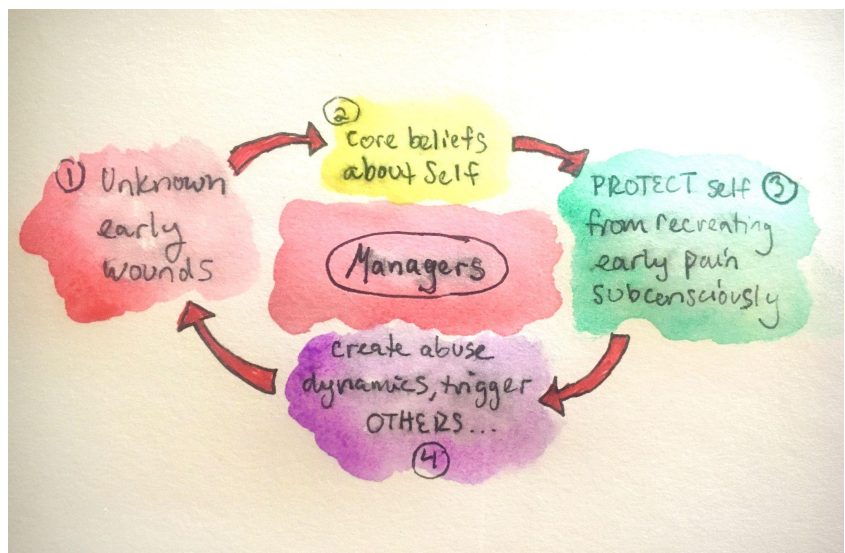 ① Unknown
early
wounds
②
core beliefs
about Self
PROTECT self ③
from recreating
early pain
subconsciously
Managers
create abuse
dynamics, trigger
OTHERS...
④